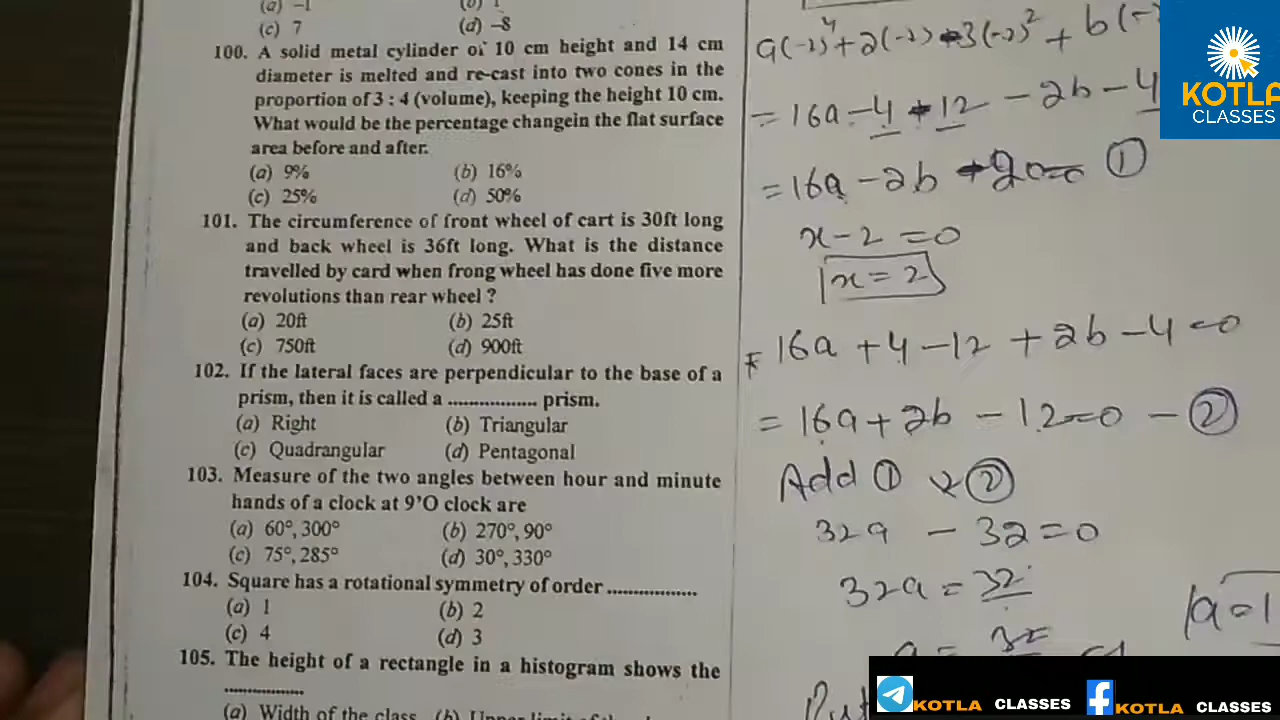 (a) –1
(c) 7 (d) –8
100. A solid metal cylinder of 10 cm height and 14 cm
diameter is melted and re-cast into two cones in the
proportion of 3 : 4 (volume), keeping the height 10 cm.
What would be the percentage changein the flat surface
area before and after.
(a) 9% (b) 16%
(c) 25% (d) 50%
101. The circumference of front wheel of cart is 30ft long
and back wheel is 36ft long. What is the distance
travelled by card when frong wheel has done five more
revolutions than rear wheel ?
(a) 20ft (b) 25ft
(c) 750ft (d) 900ft
102. If the lateral faces are perpendicular to the base of a
prism, then it is called a ................. prism.
(a) Right (b) Triangular
(c) Quadrangular (d) Pentagonal
103. Measure of the two angles between hour and minute
hands of a clock at 9’O clock are
(a) 60°, 300° (b) 270°, 90°
(c) 75°, 285° (d) 30°, 330°
104. Square has a rotational symmetry of order .................
(a) 1 (b) 2
(c) 4 (d) 3
105. The height of a rectangle in a histogram shows the
...............
(a) Width of the class (b)
= 16a – 4 – 12 – 2b – 4
= 16a – 2b – 20=0 ①
x – 2 = 0
x = 2
16a + 4 – 12 + 2b – 4 = 0
= 16a + 2b – 12 = 0 – ②
Add ① & ②
32a – 32 = 0
32a = 32
a = 1
Put
KOTLA
CLASSES
KOTLA CLASSES KOTLA CLASSES